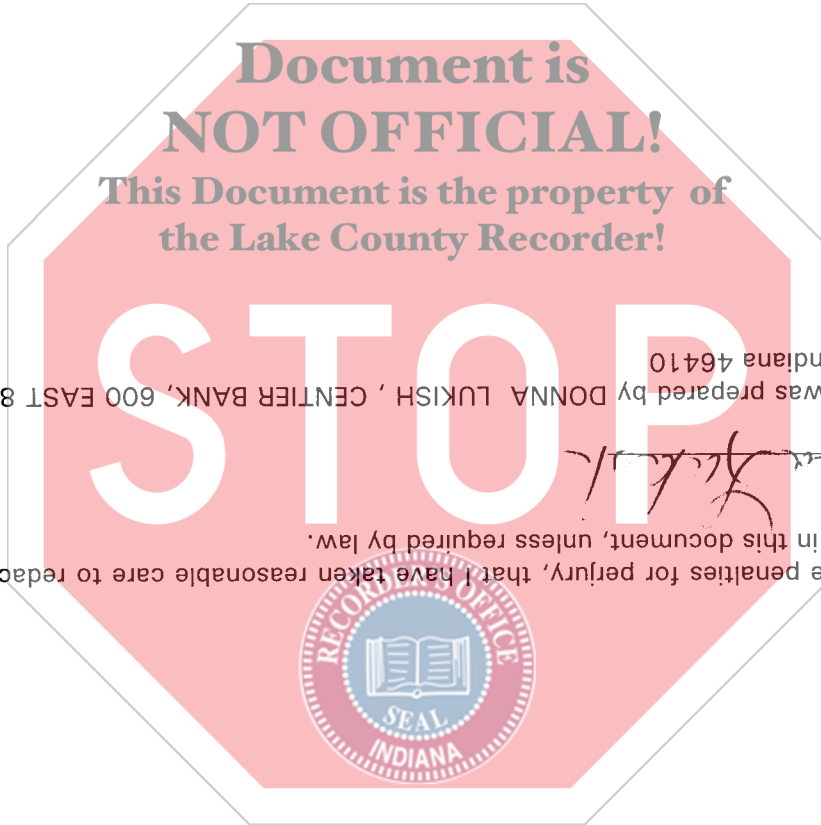 Document is
NOT OFFICIAL!
This Document is the property of
the Lake County Recorder!
STOP
RECORDER'S OFFICE
SEAL
INDIANA
e penalties for perjury, that I have taken reasonable care to redac
in this document, unless required by law.
was prepared by DONNA LUKISH , CENTIER BANK, 600 EAST 8
ndiana 46410